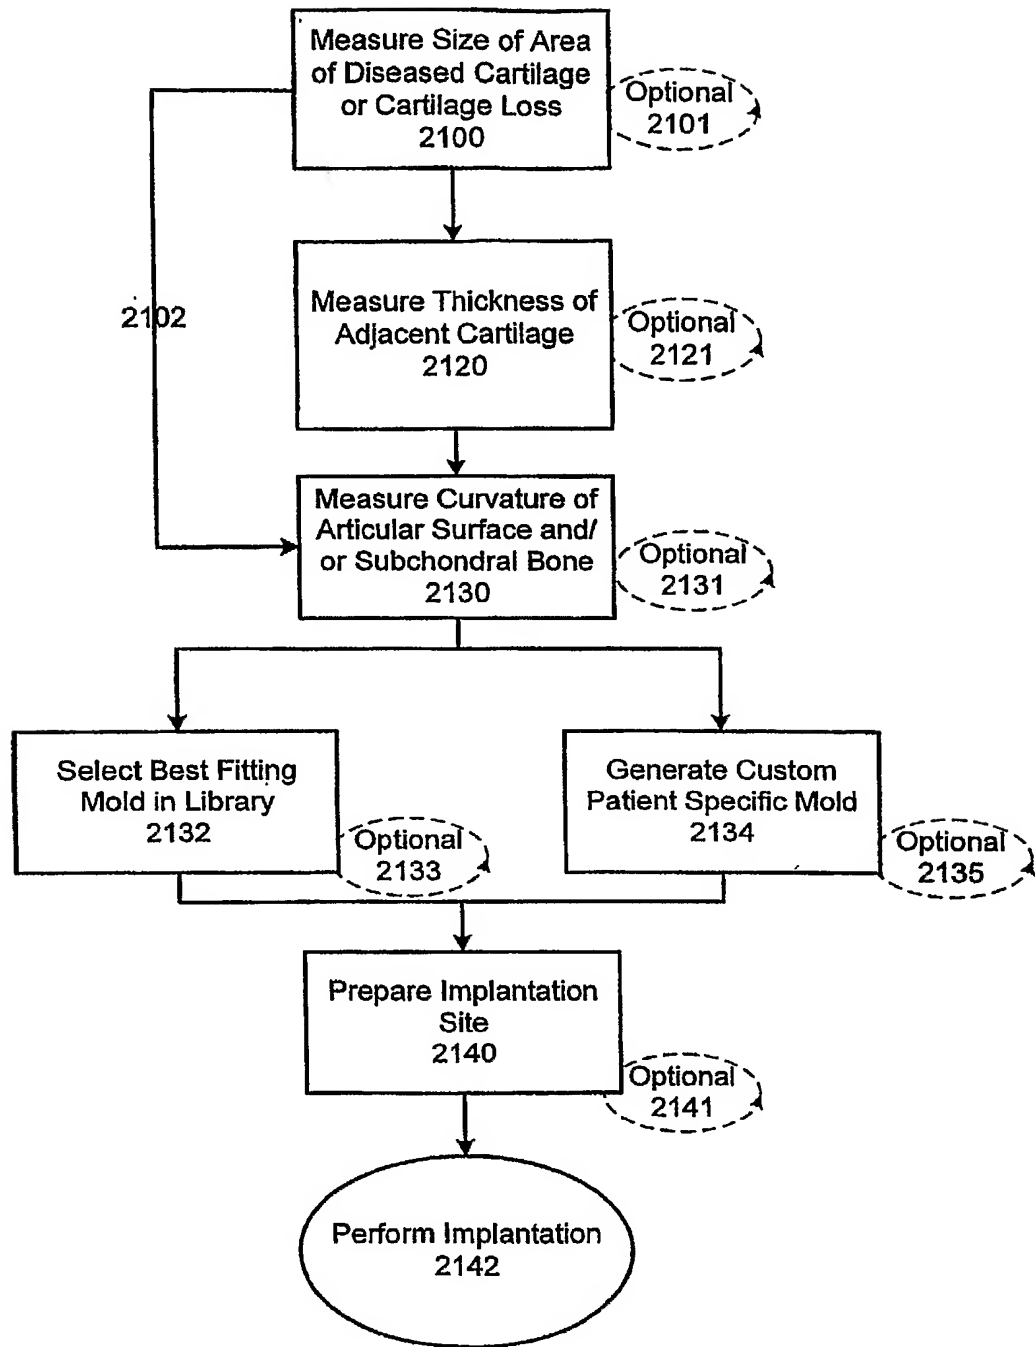 Measure Size of Area
of Diseased Cartilage
or Cartilage Loss
2100
Optional
2101
2102
Measure Thickness of
Adjacent Cartilage
2120
Optional
2121
Measure Curvature of
Articular Surface and/
or Subchondral Bone
2130
Optional
2131
Select Best Fitting
Mold in Library
2132
Optional
2133
Generate Custom
Patient Specific Mold
2134
Optional
2135
Prepare Implantation
Site
2140
Optional
2141
Perform Implantation
2142